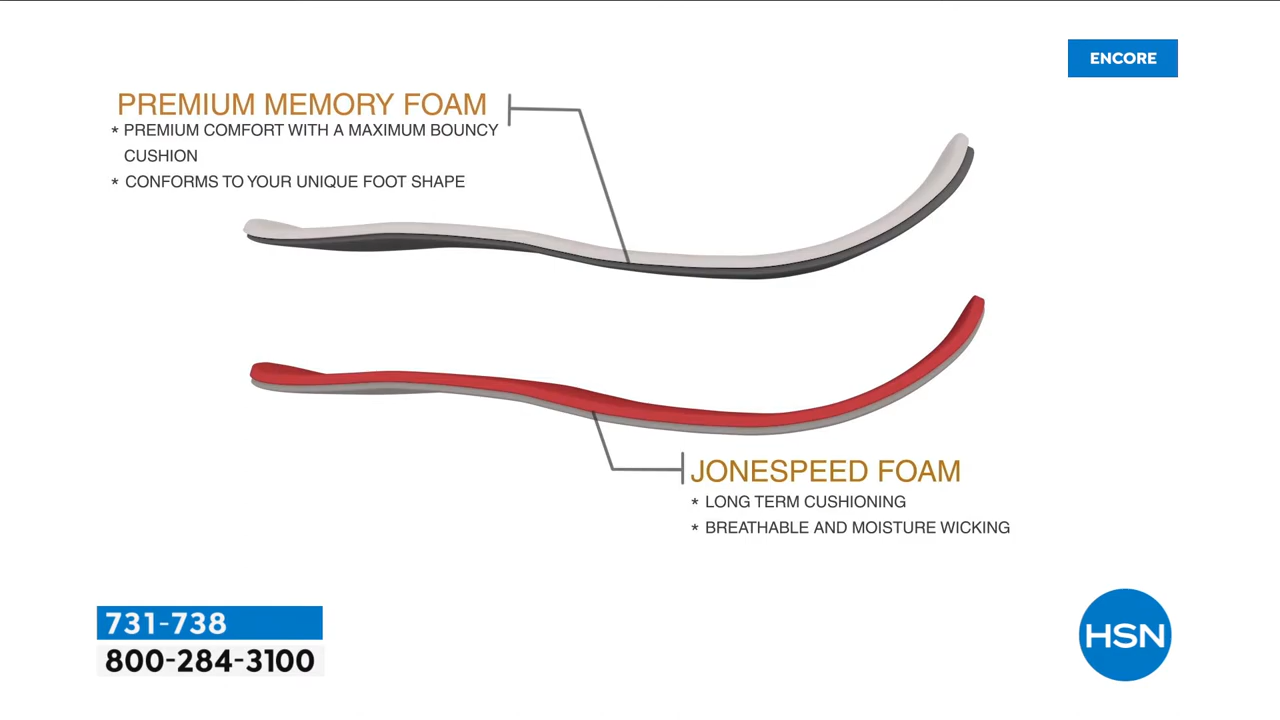 ENCORE
PREMIUM MEMORY FOAM
* PREMIUM COMFORT WITH A MAXIMUM BOUNCY
CUSHION
* CONFORMS TO YOUR UNIQUE FOOT SHAPE
JONESPEED FOAM
* LONG TERM CUSHIONING
* BREATHABLE AND MOISTURE WICKING
731-738
800-284-3100
HSN